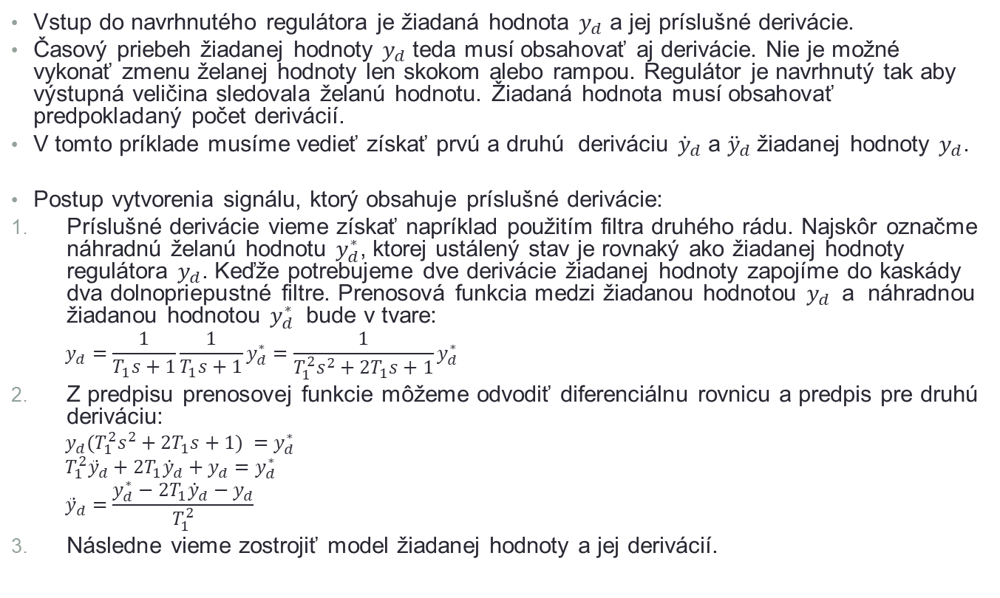 • Vstup do navrhnutého regulátora je žiadaná hodnota $y_d$ a jej príslušné derivácie.
• Časový priebeh žiadanej hodnoty $y_d$ teda musí obsahovať aj derivácie. Nie je možné
vykonať zmenu želanej hodnoty len skokom alebo rampou. Regulátor je navrhnutý tak aby
výstupná veličina sledovala želanú hodnotu. Žiadaná hodnota musí obsahovať
predpokladaný počet derivácií.
• V tomto príklade musíme vedieť získať prvú a druhú deriváciu $\dot{y}_d$ a $\ddot{y}_d$ žiadanej hodnoty $y_d$.
• Postup vytvorenia signálu, ktorý obsahuje príslušné derivácie:
1. Príslušné derivácie vieme získať napríklad použitím filtra druhého rádu. Najskôr označme
náhradnú želanú hodnotu $y_d^*$, ktorej ustálený stav je rovnaký ako žiadanej hodnoty
regulátora $y_d$. Keďže potrebujeme dve derivácie žiadanej hodnoty zapojíme do kaskády
dva dolnopriepustné filtre. Prenosová funkcia medzi žiadanou hodnotou $y_d$ a náhradnou
žiadanou hodnotou $y_d^*$ bude v tvare:
$y_d = \frac{1}{T_1 s + 1} \frac{1}{T_1 s + 1} y_d^* = \frac{1}{T_1^2 s^2 + 2T_1 s + 1} y_d^*$
2. Z predpisu prenosovej funkcie môžeme odvodiť diferenciálnu rovnicu a predpis pre druhú
deriváciu:
$y_d(T_1^2 s^2 + 2T_1 s + 1) = y_d^*$
$T_1^2 \ddot{y}_d + 2T_1 \dot{y}_d + y_d = y_d^*$
$\ddot{y}_d = \frac{y_d^* - 2T_1 \dot{y}_d - y_d}{T_1^2}$
3. Následne vieme zostrojiť model žiadanej hodnoty a jej derivácií.